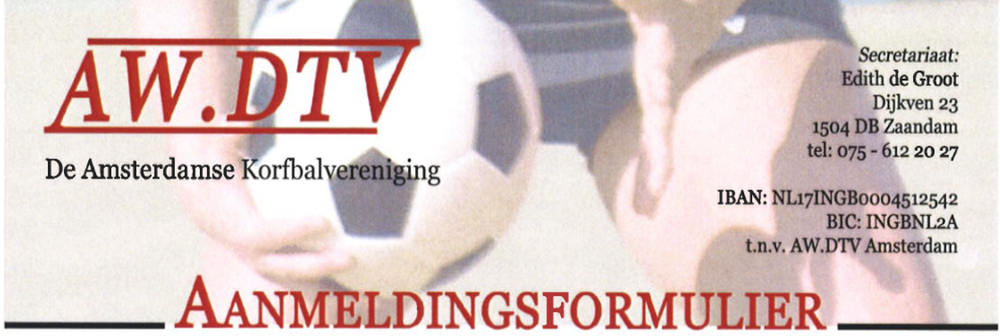 AW.DTV
De Amsterdamse Korfbalvereniging
Secretariaat:
Edith de Groot
Dijkven 23
1504 DB Zaandam
tel: 075 - 612 20 27
IBAN: NL17INGB0004512542
BIC: INGBNL2A
t.n.v. AW.DTV Amsterdam
AANMELDINGSFORMULIER